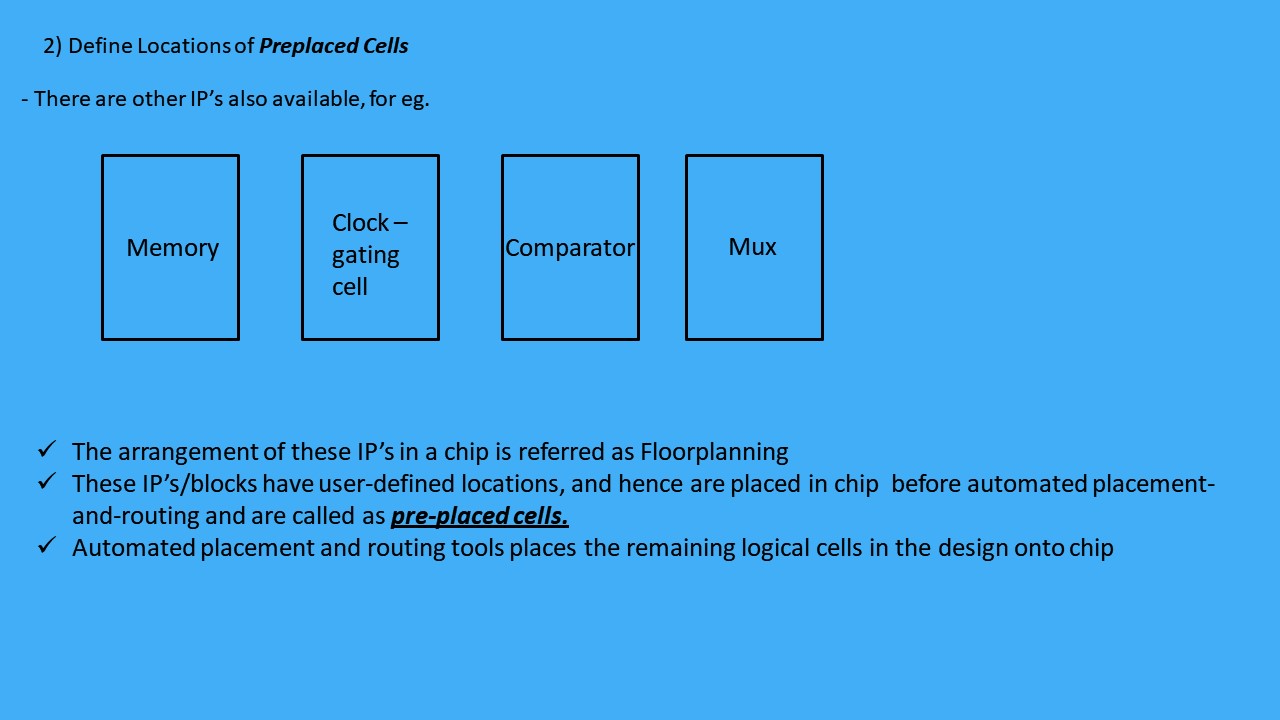 2) Define Locations of Preplaced Cells
- There are other IP’s also available, for eg.
Memory
Clock –
gating
cell
Comparator
Mux
✓ The arrangement of these IP’s in a chip is referred as Floorplanning
✓ These IP’s/blocks have user-defined locations, and hence are placed in chip before automated placement-
and-routing and are called as pre-placed cells.
✓ Automated placement and routing tools places the remaining logical cells in the design onto chip